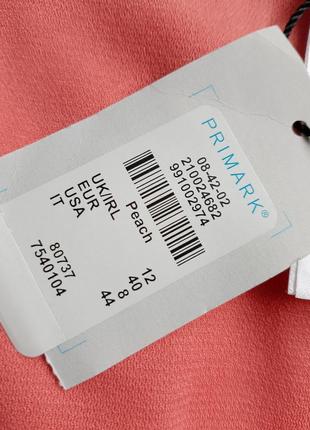 PRIMARK®
08-42-02
210024682
991002974
Peach
UK/IRL 12
EUR 40
USA 8
IT 44
80737
7540104